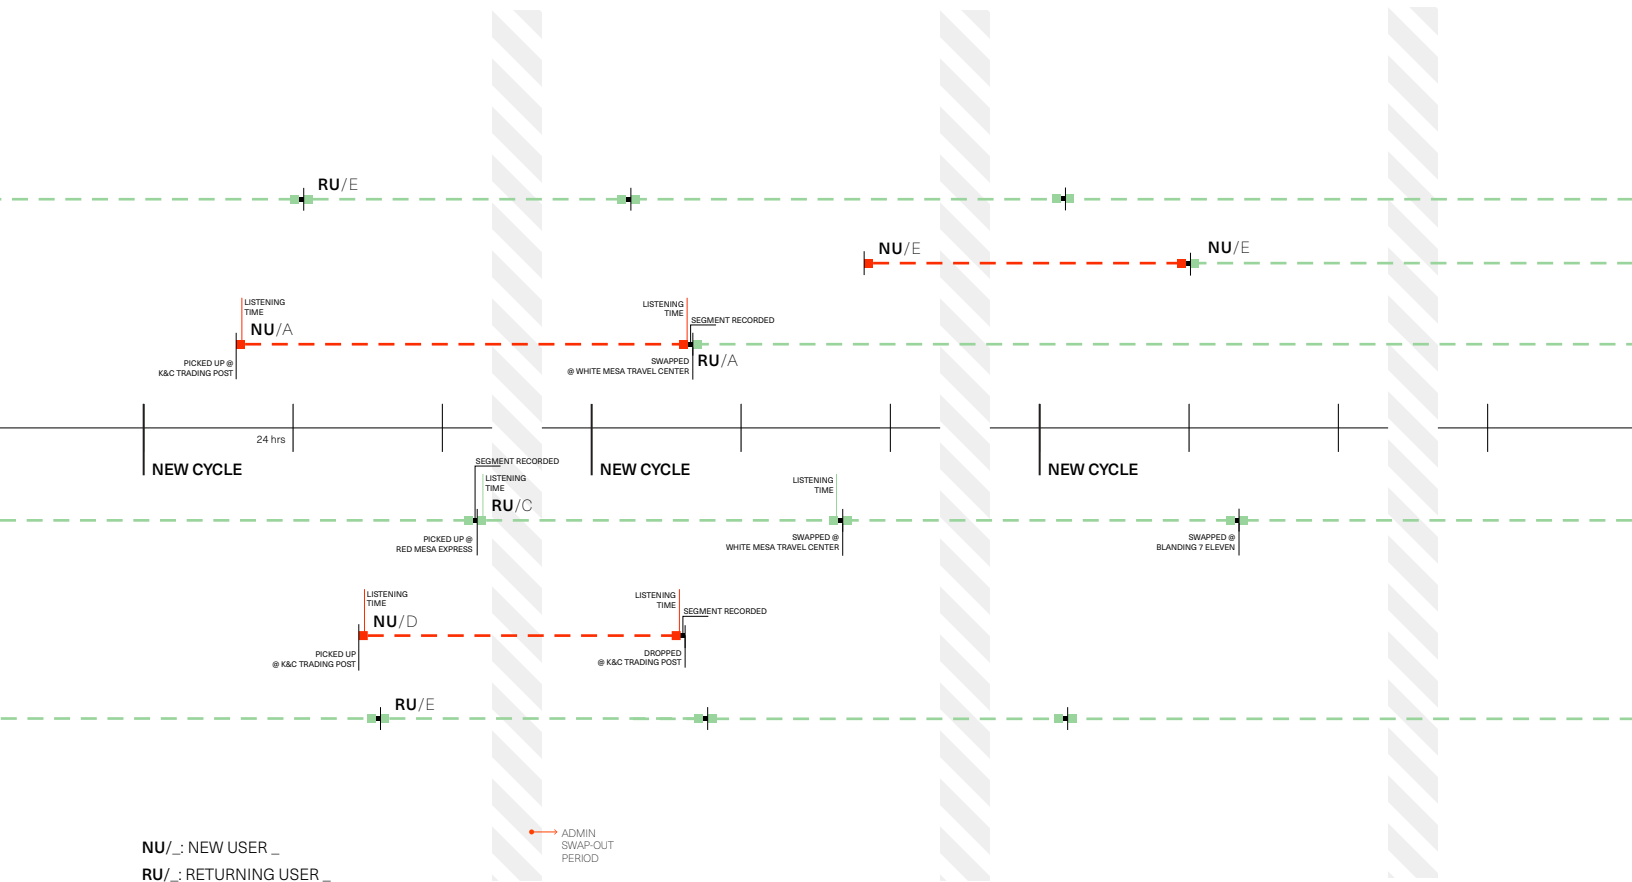 RU/E
NU/E
NU/E
LISTENING
TIME
NU/A
PICKED UP @
K&C TRADING POST
LISTENING
TIME
SEGMENT RECORDED
SWAPPED
@ WHITE MESA TRAVEL CENTER
RU/A
24 hrs
NEW CYCLE
NEW CYCLE
NEW CYCLE
SEGMENT RECORDED
LISTENING
TIME
RU/C
PICKED UP @
RED MESA EXPRESS
LISTENING
TIME
SWAPPED @
WHITE MESA TRAVEL CENTER
SWAPPED @
BLANDING 7 ELEVEN
LISTENING
TIME
NU/D
PICKED UP
@ K&C TRADING POST
LISTENING
TIME
SEGMENT RECORDED
DROPPED
@ K&C TRADING POST
RU/E
ADMIN
SWAP-OUT
PERIOD
NU/_: NEW USER _
RU/_: RETURNING USER _